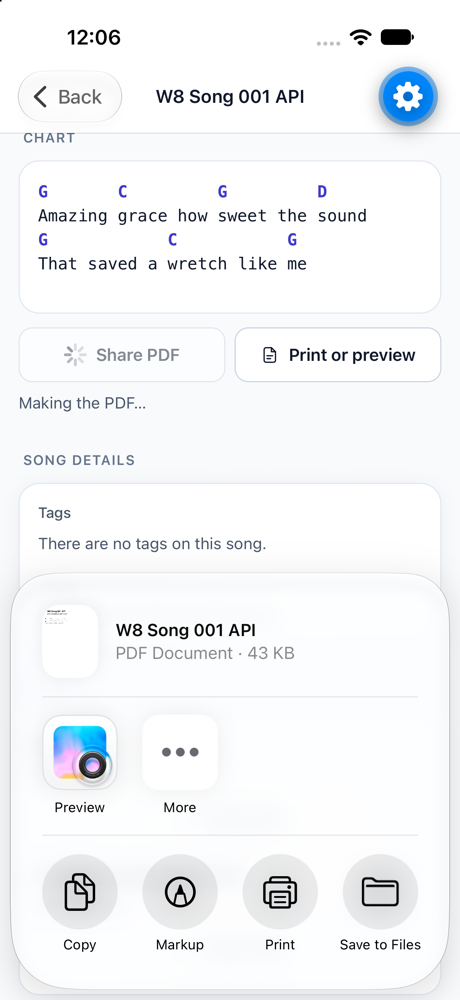 12:06
Back
W8 Song 001 API
CHART
G C G D
Amazing grace how sweet the sound
G C G
That saved a wretch like me
Share PDF
Print or preview
Making the PDF...
SONG DETAILS
Tags
There are no tags on this song.
W8 Song 001 API
PDF Document · 43 KB
Preview
More
Copy
Markup
Print
Save to Files